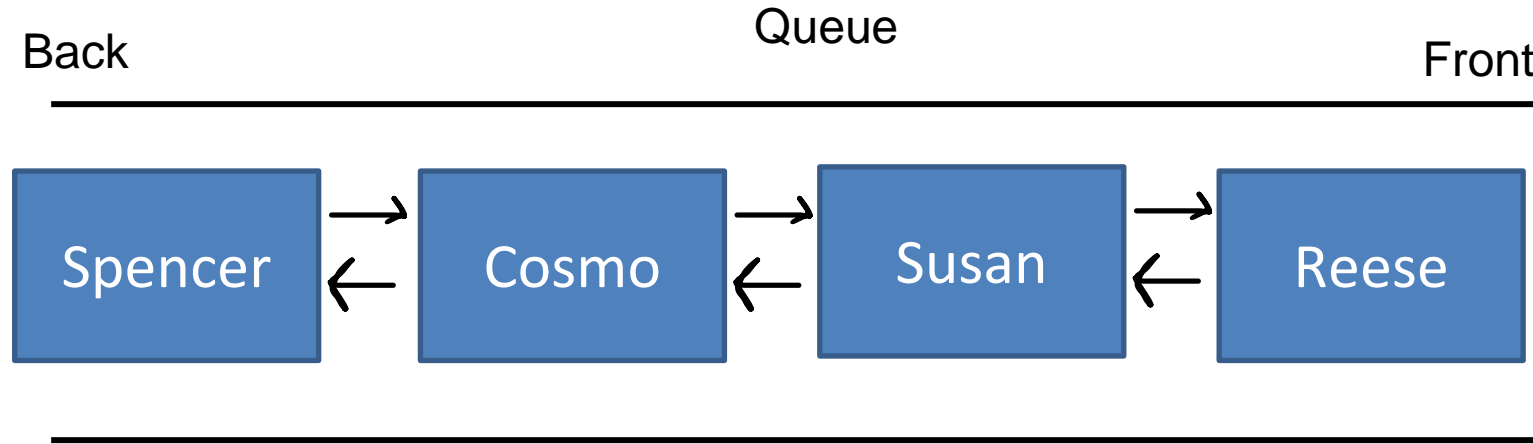 Queue
Back
Front
Spencer
Cosmo
Susan
Reese